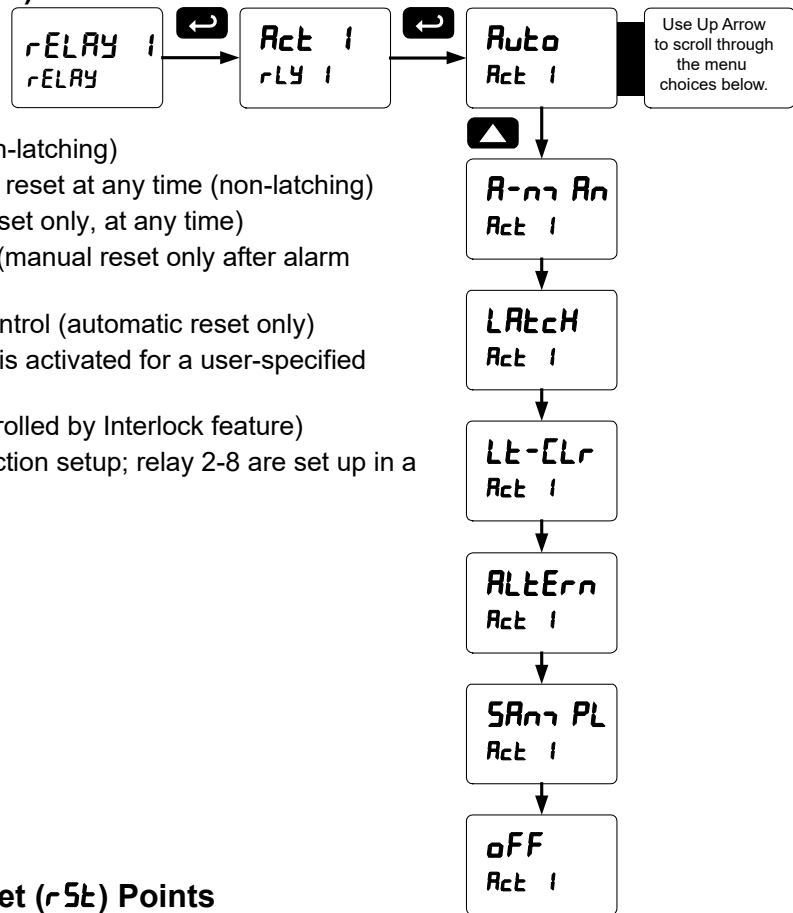 rELAY 1
rELAY
Act 1
rLY 1
Auto
Act 1
Use Up Arrow
to scroll through
the menu
choices below.
n-latching)
reset at any time (non-latching)
set only, at any time)
(manual reset only after alarm
ntrol (automatic reset only)
is activated for a user-specified
rolled by Interlock feature)
ction setup; relay 2-8 are set up in a
A-mAn
Act 1
LAtcH
Act 1
Lt-CLr
Act 1
ALtErn
Act 1
SAmPL
Act 1
oFF
Act 1
et (rSt) Points